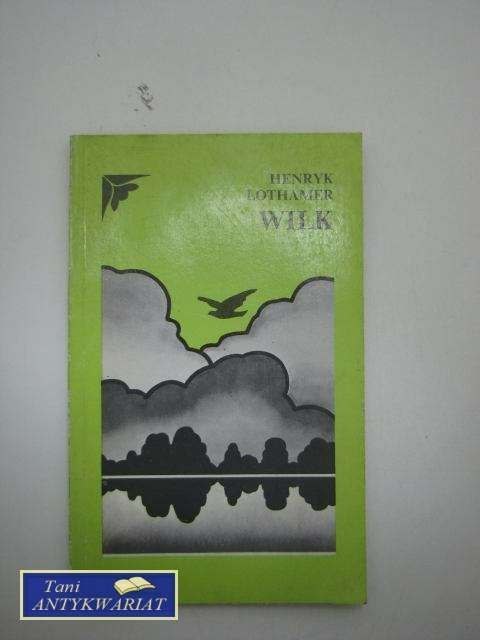 HENRYK
LOTHAMER
WILK
Tani
ANTYKWARIAT